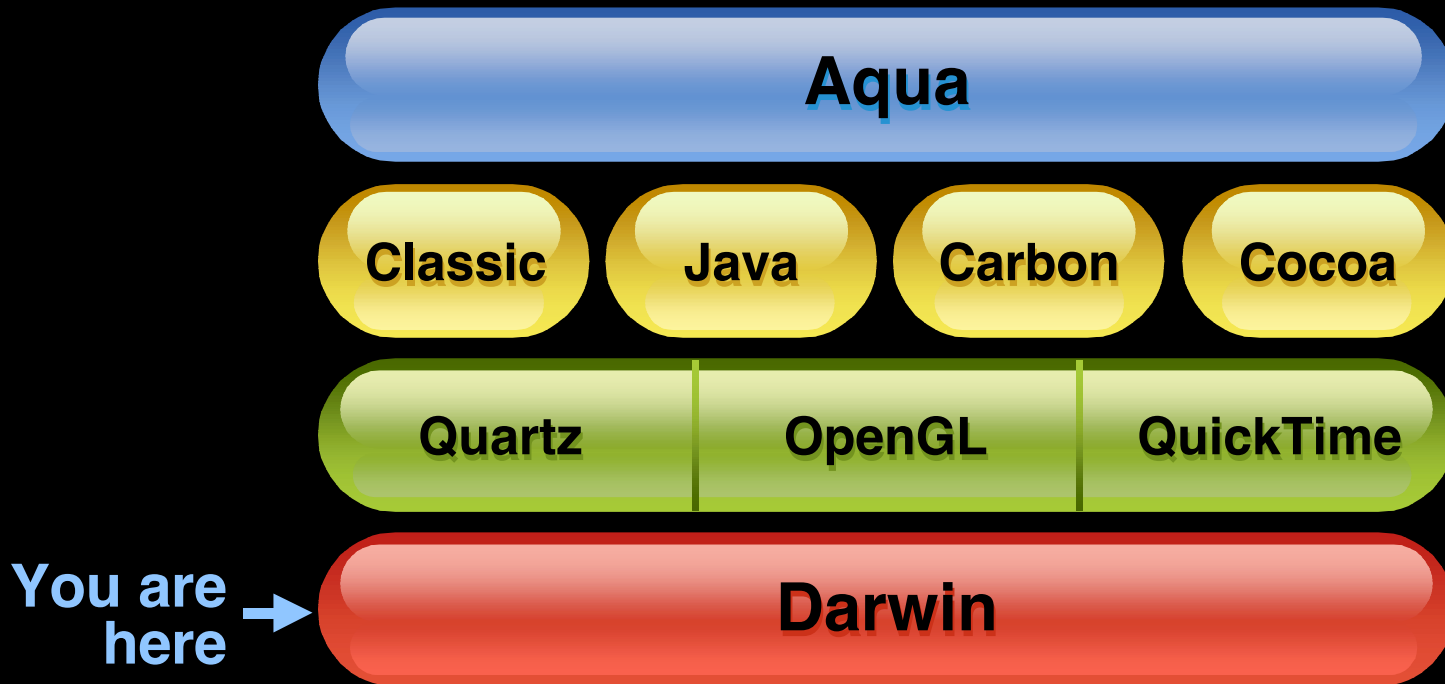 Aqua
Classic Java Carbon Cocoa
Quartz OpenGL QuickTime
You are
here
Darwin